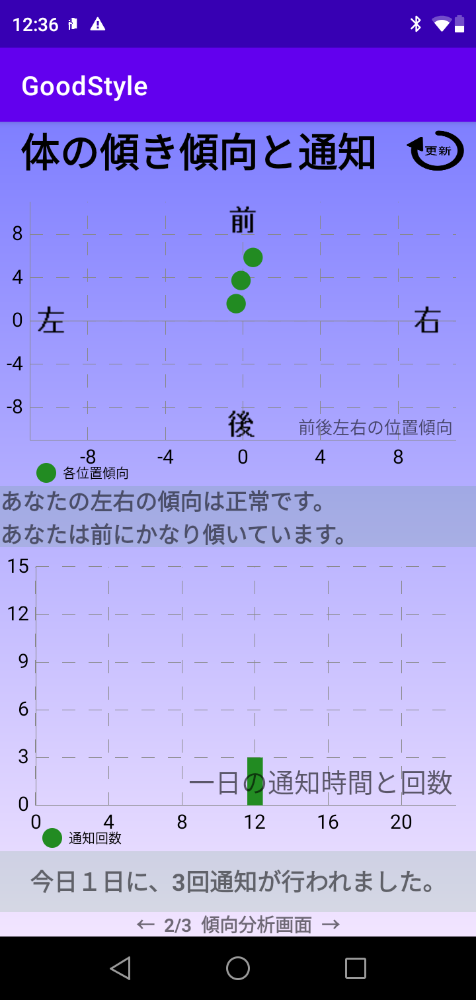 12:36
GoodStyle
体の傾き傾向と通知
更新
前
8
4
0
-4
-8
左
右
後
前後左右の位置傾向
-8 -4 0 4 8
各位置傾向
あなたの左右の傾向は正常です。
あなたは前にかなり傾いています。
15
12
9
6
3
0
一日の通知時間と回数
0 4 8 12 16 20
通知回数
今日１日に、3回通知が行われました。
← 2/3 傾向分析画面 →